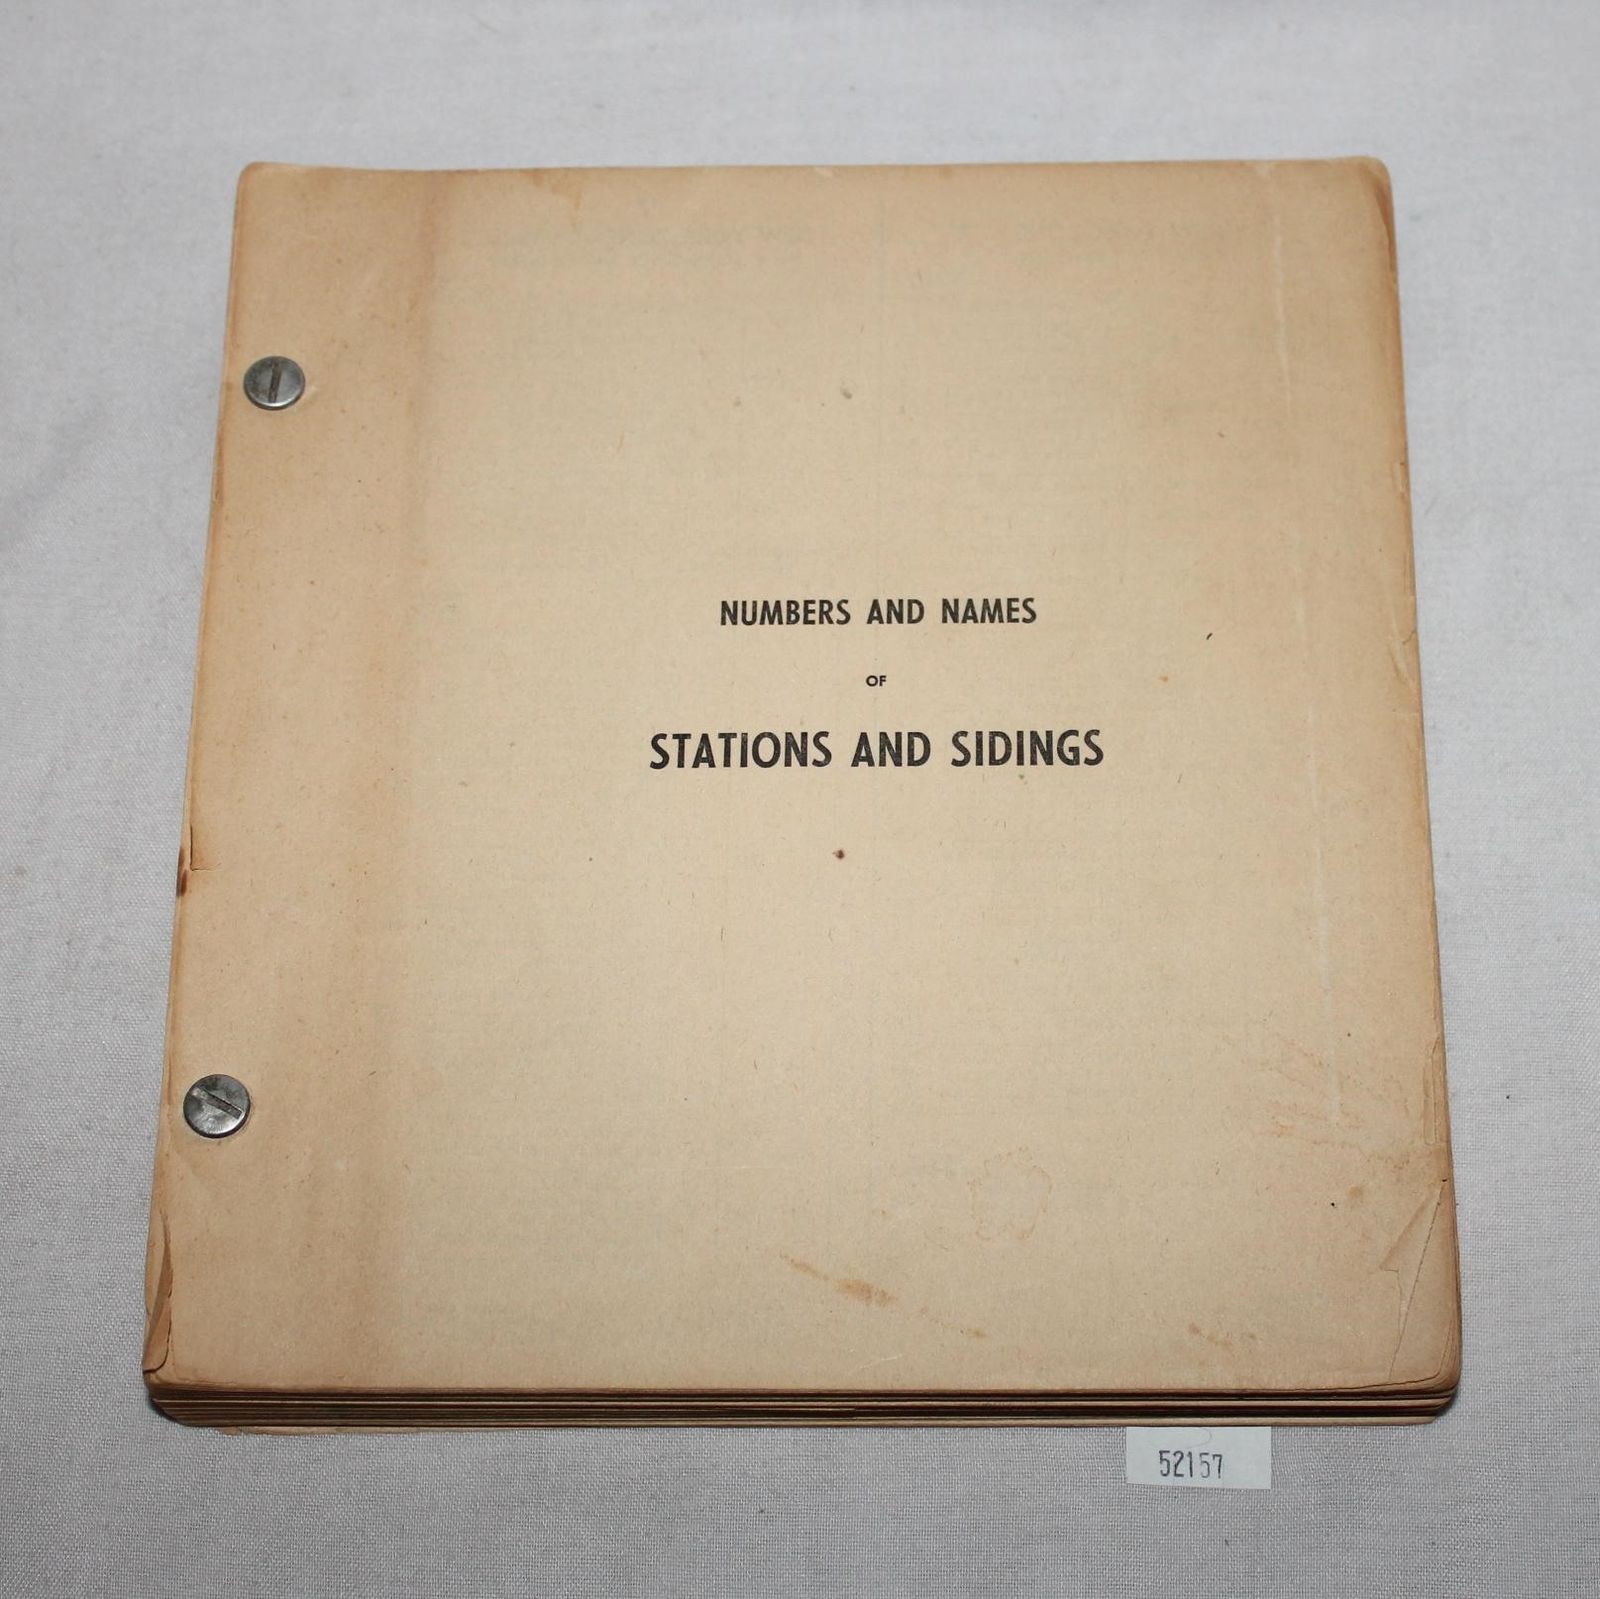 NUMBERS AND NAMES
OF
STATIONS AND SIDINGS
52157